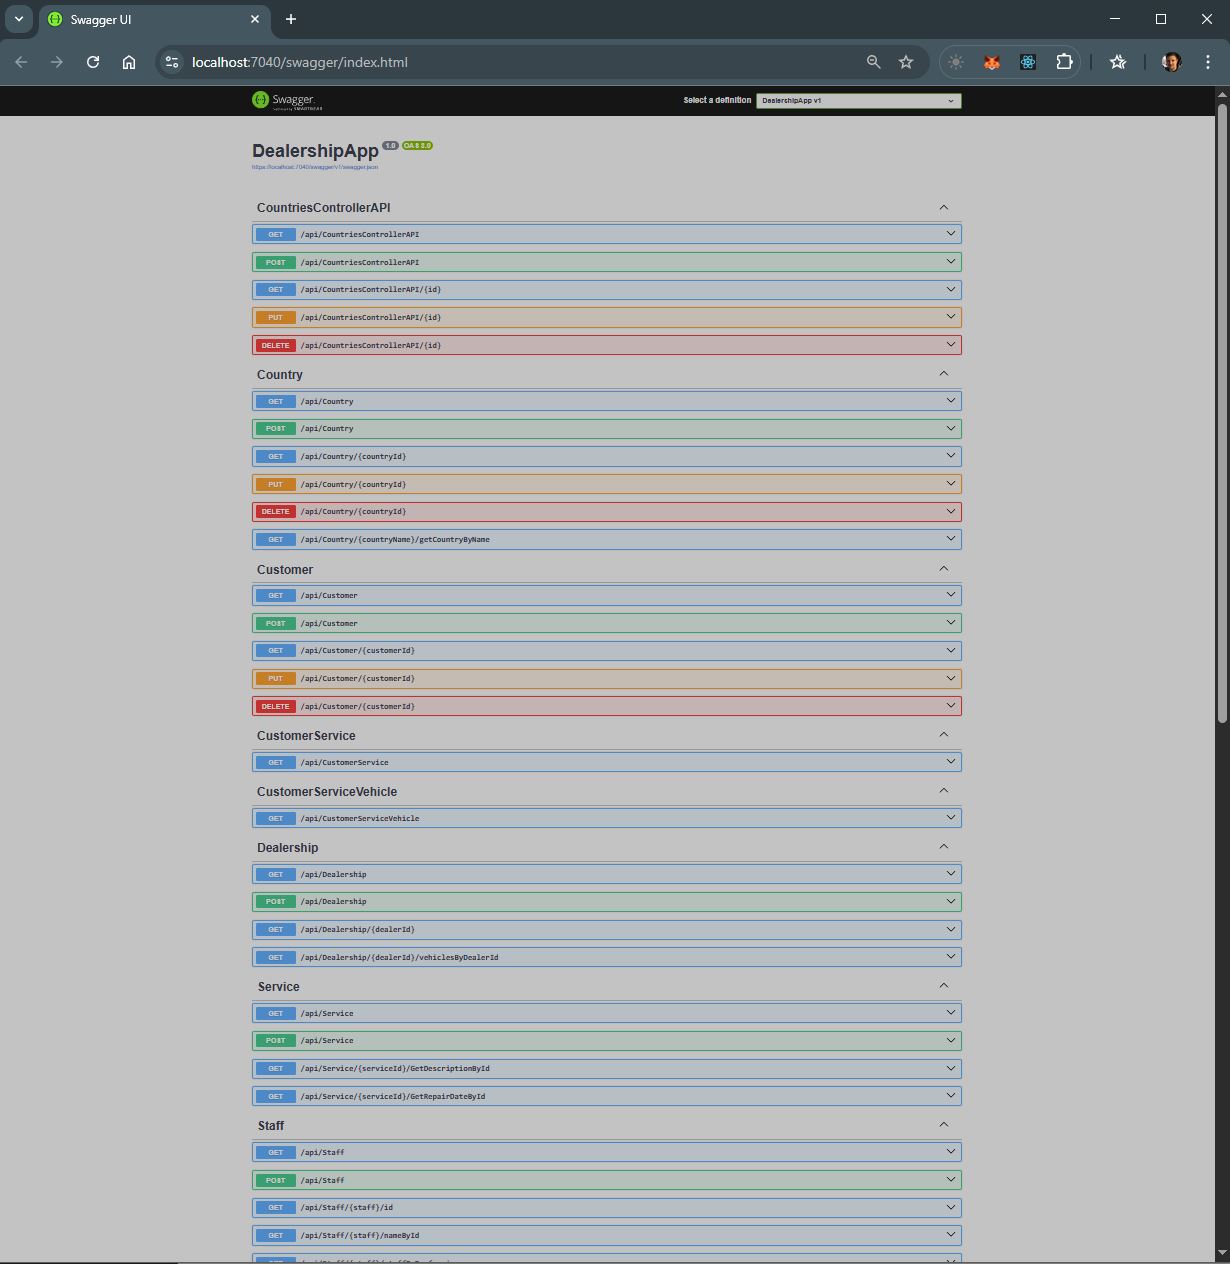 Swagger UI
localhost:7040/swagger/index.html
Swagger.
Select a definition
DealershipApp v1
DealershipApp 1.0 OAS 3.0
https://localhost:7040/swagger/v1/swagger.json
CountriesControllerAPI
GET /api/CountriesControllerAPI
POST /api/CountriesControllerAPI
GET /api/CountriesControllerAPI/{id}
PUT /api/CountriesControllerAPI/{id}
DELETE /api/CountriesControllerAPI/{id}
Country
GET /api/Country
POST /api/Country
GET /api/Country/{countryId}
PUT /api/Country/{countryId}
DELETE /api/Country/{countryId}
GET /api/Country/{countryName}/getCountryByName
Customer
GET /api/Customer
POST /api/Customer
GET /api/Customer/{customerId}
PUT /api/Customer/{customerId}
DELETE /api/Customer/{customerId}
CustomerService
GET /api/CustomerService
CustomerServiceVehicle
GET /api/CustomerServiceVehicle
Dealership
GET /api/Dealership
POST /api/Dealership
GET /api/Dealership/{dealerId}
GET /api/Dealership/{dealerId}/vehiclesByDealerId
Service
GET /api/Service
POST /api/Service
GET /api/Service/{serviceId}/GetDescriptionById
GET /api/Service/{serviceId}/GetRepairDateById
Staff
GET /api/Staff
POST /api/Staff
GET /api/Staff/{staff}/id
GET /api/Staff/{staff}/nameById